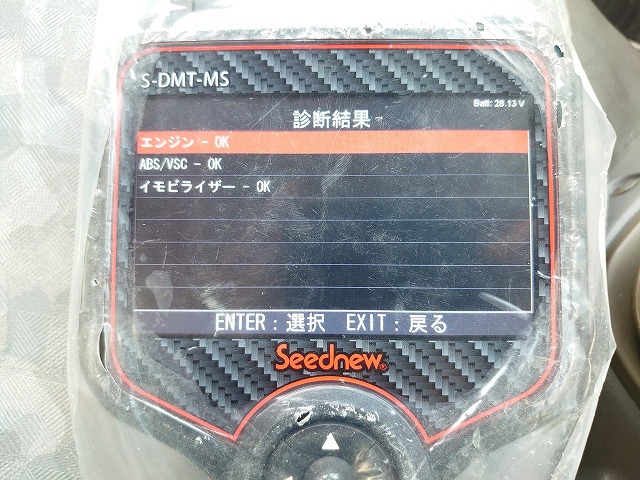 S-DMT-MS
Batt: 28.13 V
診断結果
エンジン - OK
ABS/VSC - OK
イモビライザー - OK
ENTER : 選択 EXIT : 戻る
Seednew®